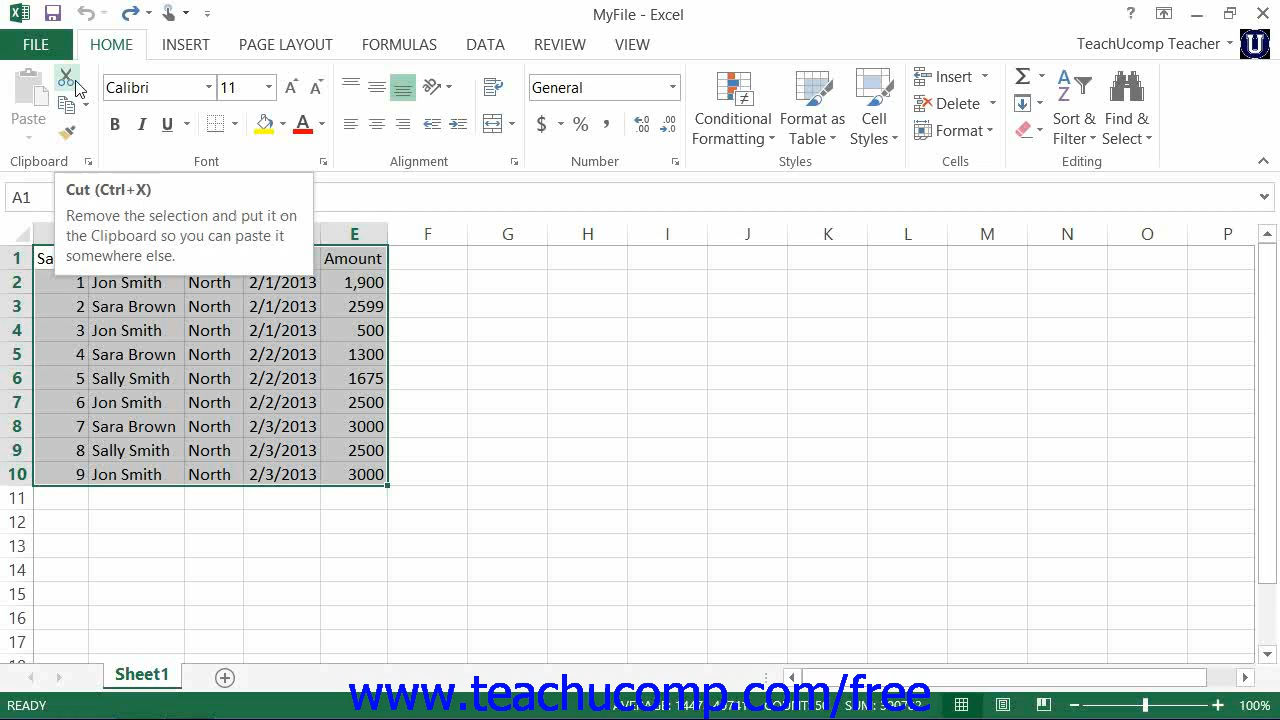 MyFile - Excel
?
FILE HOME INSERT PAGE LAYOUT FORMULAS DATA REVIEW VIEW TeachUcomp Teacher U
Paste
Calibri 11
General
Conditional Formatting
Format as Table
Cell Styles
Insert
Delete
Format
Sort & Filter
Find & Select
B I U A $ % ,
Clipboard Font Alignment Number Styles Cells Editing
A1
Cut (Ctrl+X)
Remove the selection and put it on
the Clipboard so you can paste it
somewhere else.
E F G H I J K L M N O P
1 Sa Amount
2 1 Jon Smith North 2/1/2013 1,900
3 2 Sara Brown North 2/1/2013 2599
4 3 Jon Smith North 2/1/2013 500
5 4 Sara Brown North 2/2/2013 1300
6 5 Sally Smith North 2/2/2013 1675
7 6 Jon Smith North 2/2/2013 2500
8 7 Sara Brown North 2/3/2013 3000
9 8 Sally Smith North 2/3/2013 2500
10 9 Jon Smith North 2/3/2013 3000
11
12
13
14
15
16
17
Sheet1
www.teachucomp.com/free
READY 100%